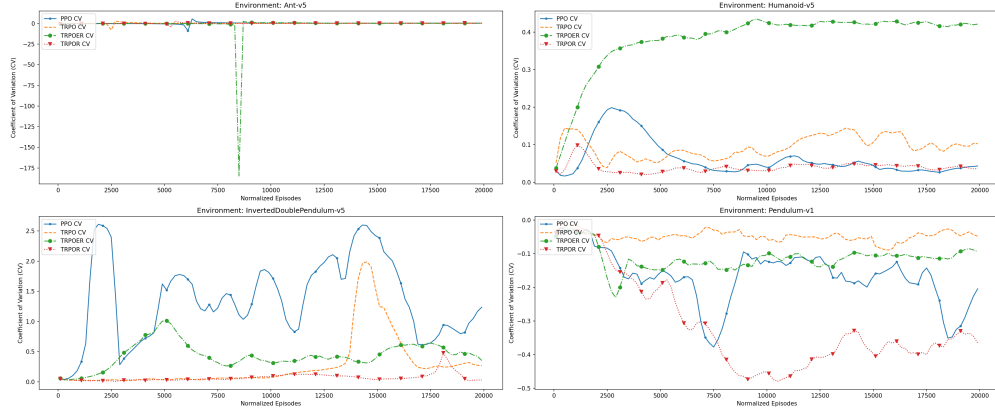 Environment: Ant-v5
Coefficient of Variation (CV)
0
−25
−50
−75
−100
−125
−150
−175
PPO CV
TRPO CV
TRPOER CV
TRPOR CV
0 2500 5000 7500 10000 12500 15000 17500 20000
Normalized Episodes
Environment: Humanoid-v5
Coefficient of Variation (CV)
0.4
0.3
0.2
0.1
0.0
PPO CV
TRPO CV
TRPOER CV
TRPOR CV
0 2500 5000 7500 10000 12500 15000 17500 20000
Normalized Episodes
Environment: InvertedDoublePendulum-v5
Coefficient of Variation (CV)
2.5
2.0
1.5
1.0
0.5
0.0
PPO CV
TRPO CV
TRPOER CV
TRPOR CV
0 2500 5000 7500 10000 12500 15000 17500 20000
Normalized Episodes
Environment: Pendulum-v1
Coefficient of Variation (CV)
0.0
−0.1
−0.2
−0.3
−0.4
−0.5
PPO CV
TRPO CV
TRPOER CV
TRPOR CV
0 2500 5000 7500 10000 12500 15000 17500 20000
Normalized Episodes